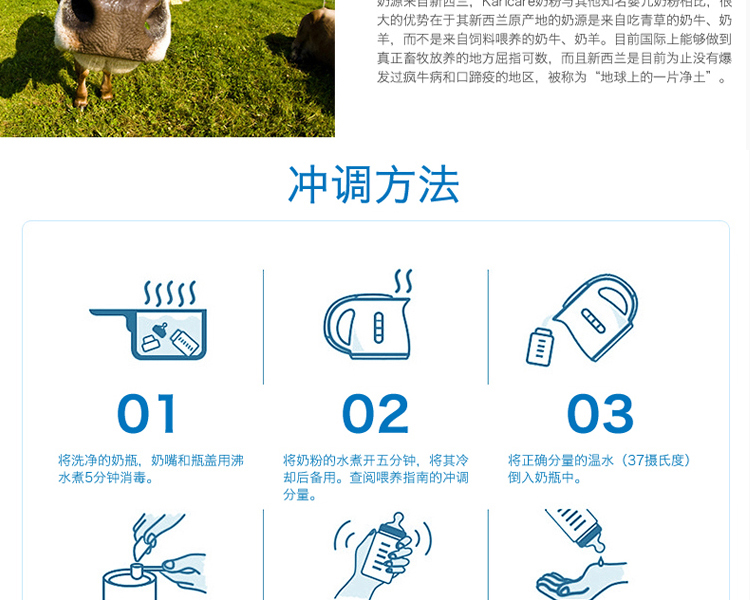 奶源来自新西兰，Karicare奶粉与其他知名婴儿奶粉相比，很
大的优势在于其新西兰原产地的奶源是来自吃青草的奶牛、奶
羊，而不是来自饲料喂养的奶牛、奶羊。目前国际上能够做到
真正畜牧放养的地方屈指可数，而且新西兰是目前为止没有爆
发过疯牛病和口蹄疫的地区，被称为“地球上的一片净土”。
冲调方法
01
将洗净的奶瓶，奶嘴和瓶盖用沸
水煮5分钟消毒。
02
将奶粉的水煮开五分钟，将其冷
却后备用。查阅喂养指南的冲调
分量。
03
将正确分量的温水（37摄氏度）
倒入奶瓶中。